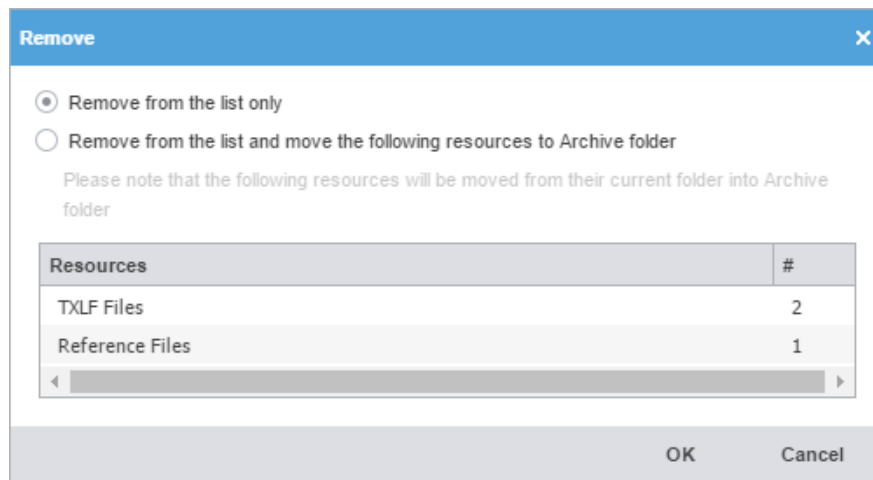 Remove
Remove from the list only
Remove from the list and move the following resources to Archive folder
Please note that the following resources will be moved from their current folder into Archive
folder
Resources #
TXLF Files 2
Reference Files 1
OK Cancel